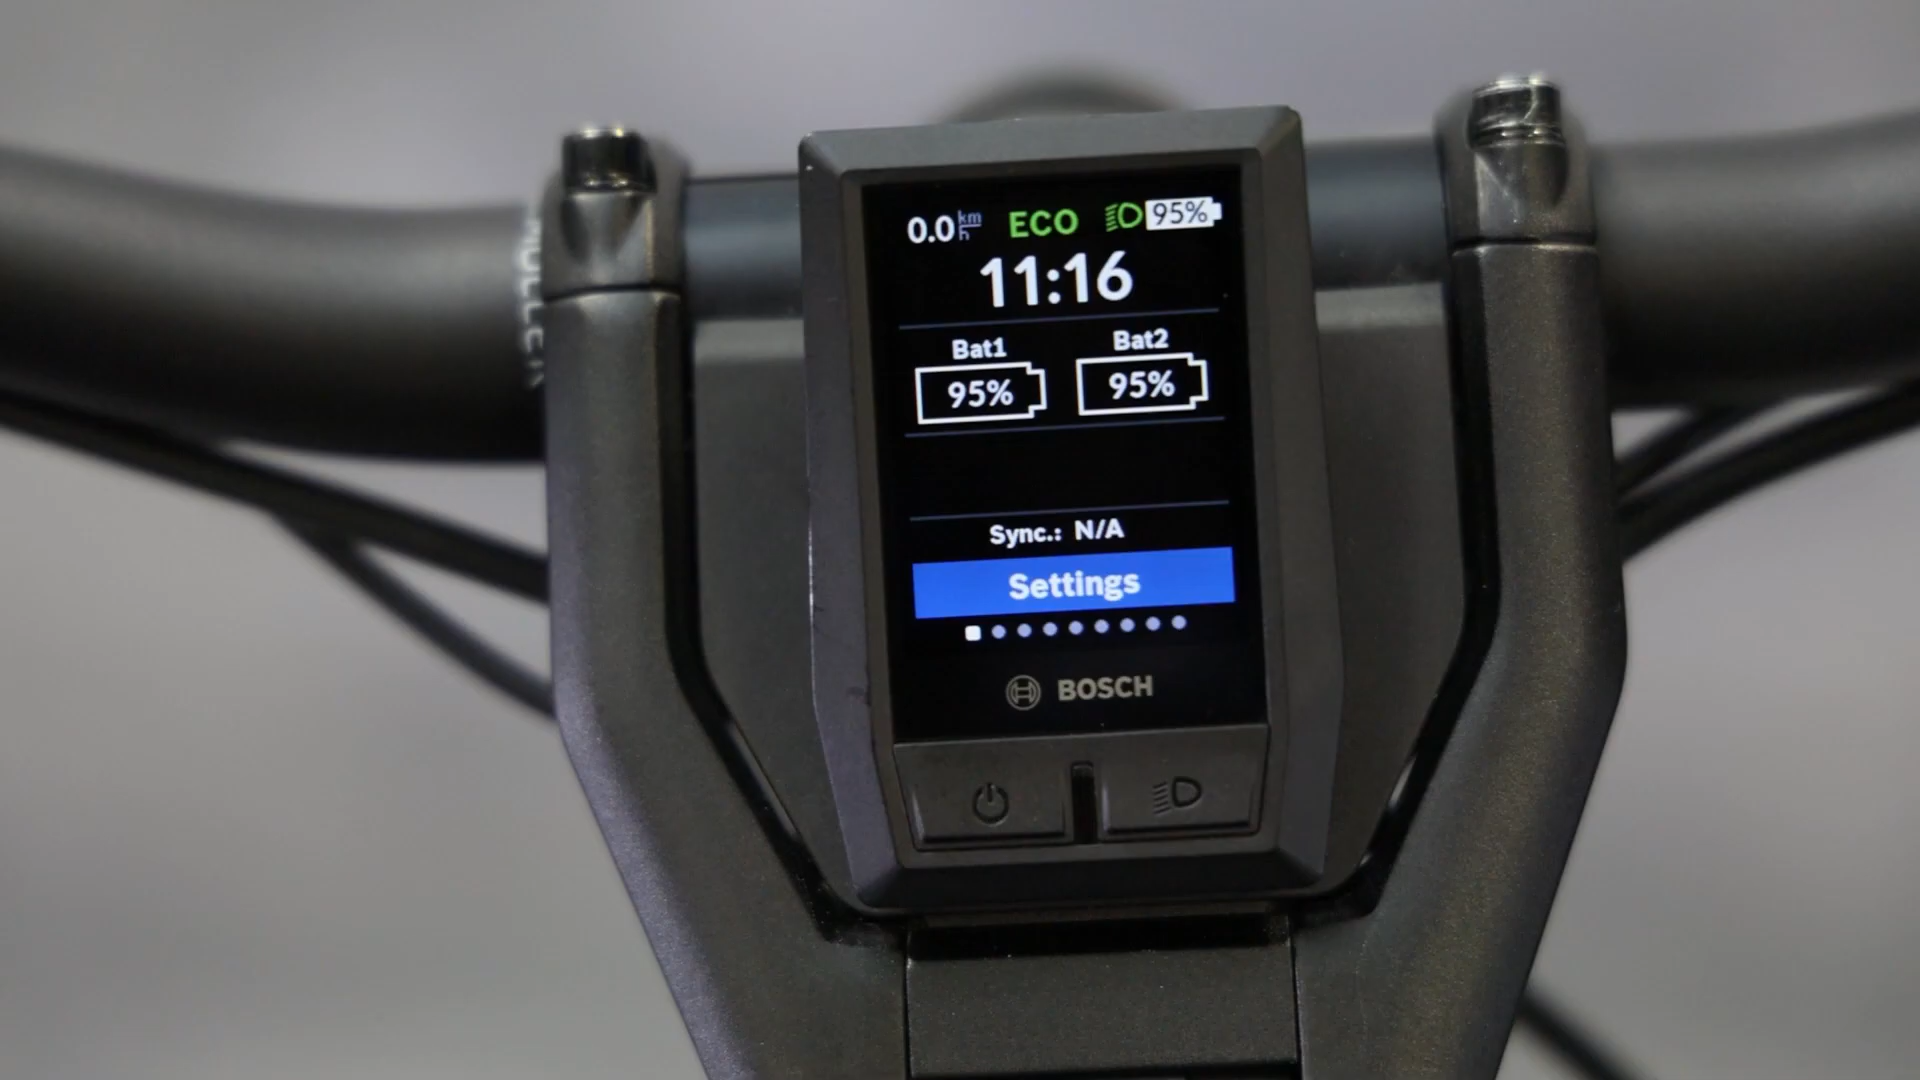 0.0 km/h ECO 95%
11:16
Bat1 Bat2
95% 95%
Sync.: N/A
Settings
BOSCH